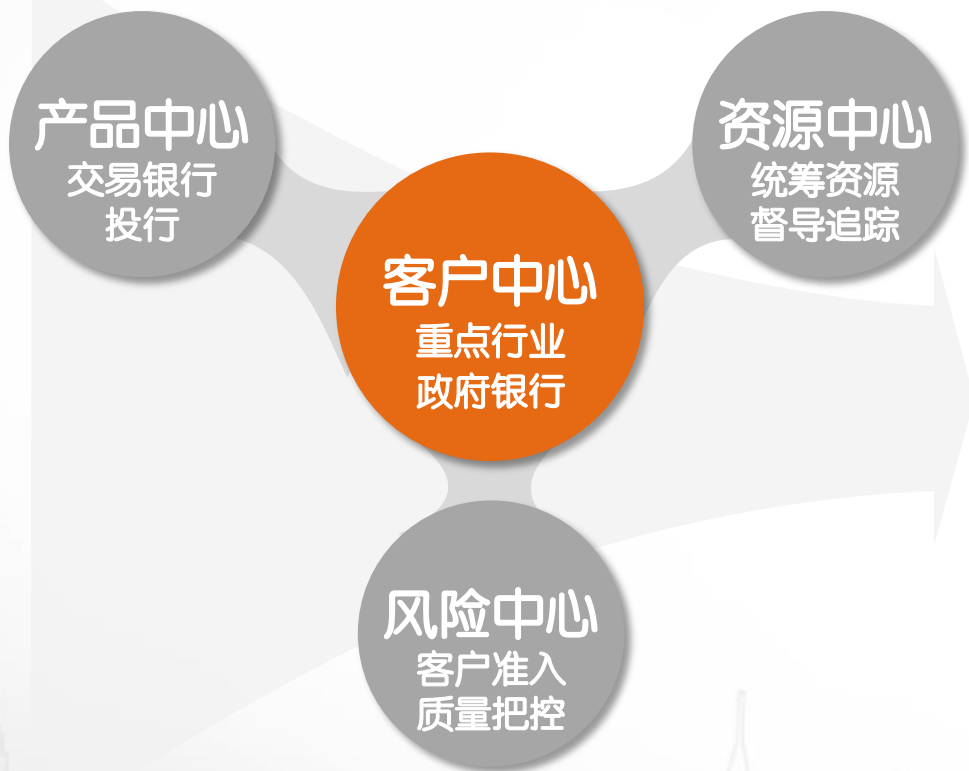 产品中心
交易银行
投行
资源中心
统筹资源
督导追踪
客户中心
重点行业
政府银行
风险中心
客户准入
质量把控